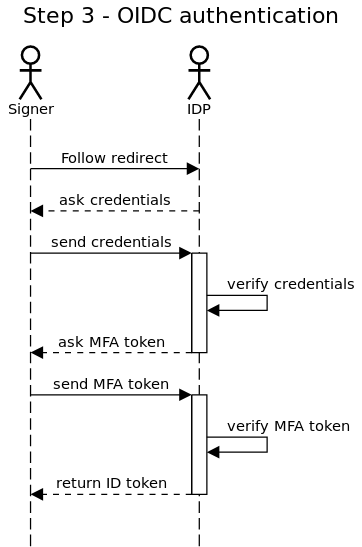 Step 3 - OIDC authentication
Signer
IDP
Follow redirect
ask credentials
send credentials
verify credentials
ask MFA token
send MFA token
verify MFA token
return ID token